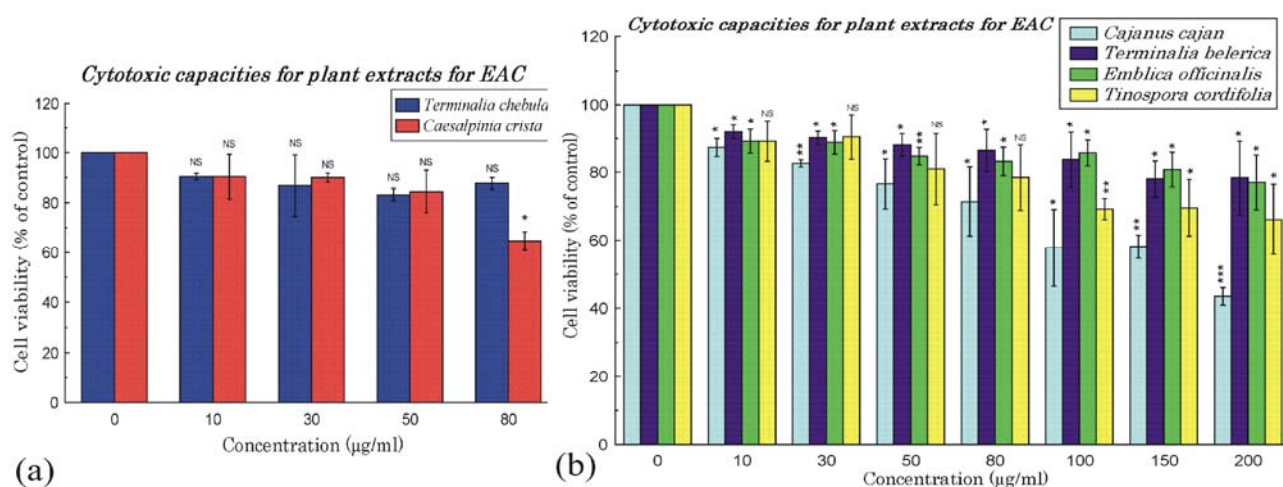 Cytotoxic capacities for plant extracts for EAC
Terminalia chebula
Caesalpinia crista
Cell viability (% of control)
120
100
80
60
40
20
0
NS NS NS NS NS NS NS *
0 10 30 50 80
Concentration (µg/ml)
(a)
Cytotoxic capacities for plant extracts for EAC
Cajanus cajan
Terminalia belerica
Emblica officinalis
Tinospora cordifolia
Cell viability (% of control)
120
100
80
60
40
20
0
* * * NS ** * * NS * * ** NS * * * NS * * * ** ** * * * *** * * *
0 10 30 50 80 100 150 200
Concentration (µg/ml)
(b)